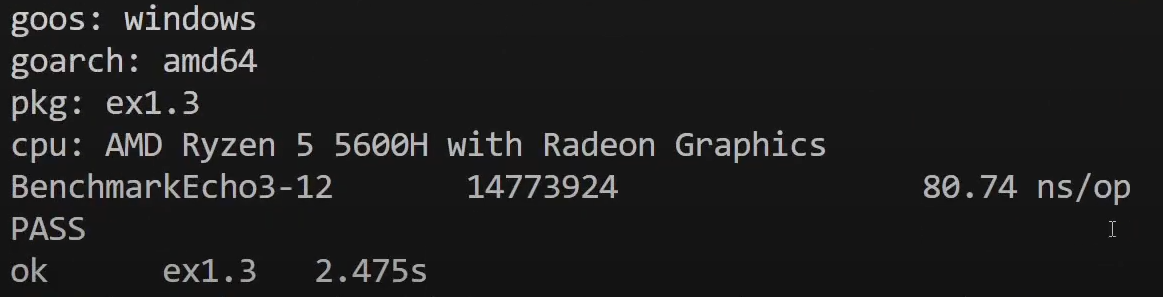 goos: windows
goarch: amd64
pkg: ex1.3
cpu: AMD Ryzen 5 5600H with Radeon Graphics
BenchmarkEcho3-12 14773924 80.74 ns/op
PASS
ok ex1.3 2.475s